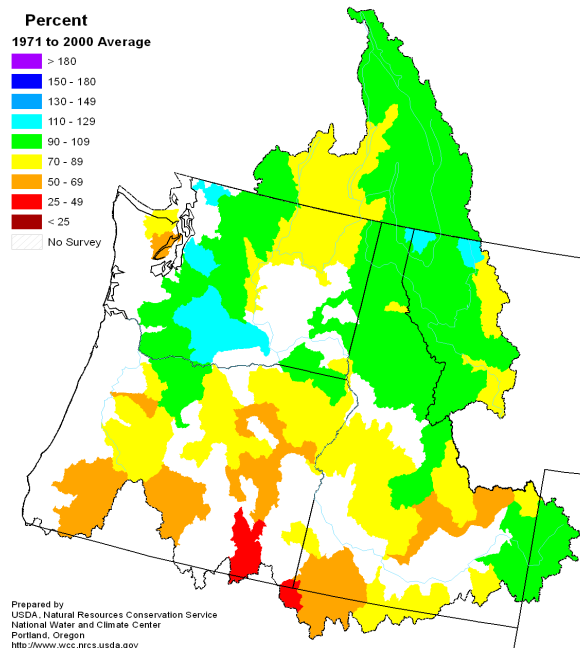 Percent
1971 to 2000 Average
> 180
150 - 180
130 - 149
110 - 129
90 - 109
70 - 89
50 - 69
25 - 49
< 25
No Survey
Prepared by
USDA, Natural Resources Conservation Service
National Water and Climate Center
Portland, Oregon
http://www.wcc.nrcs.usda.gov